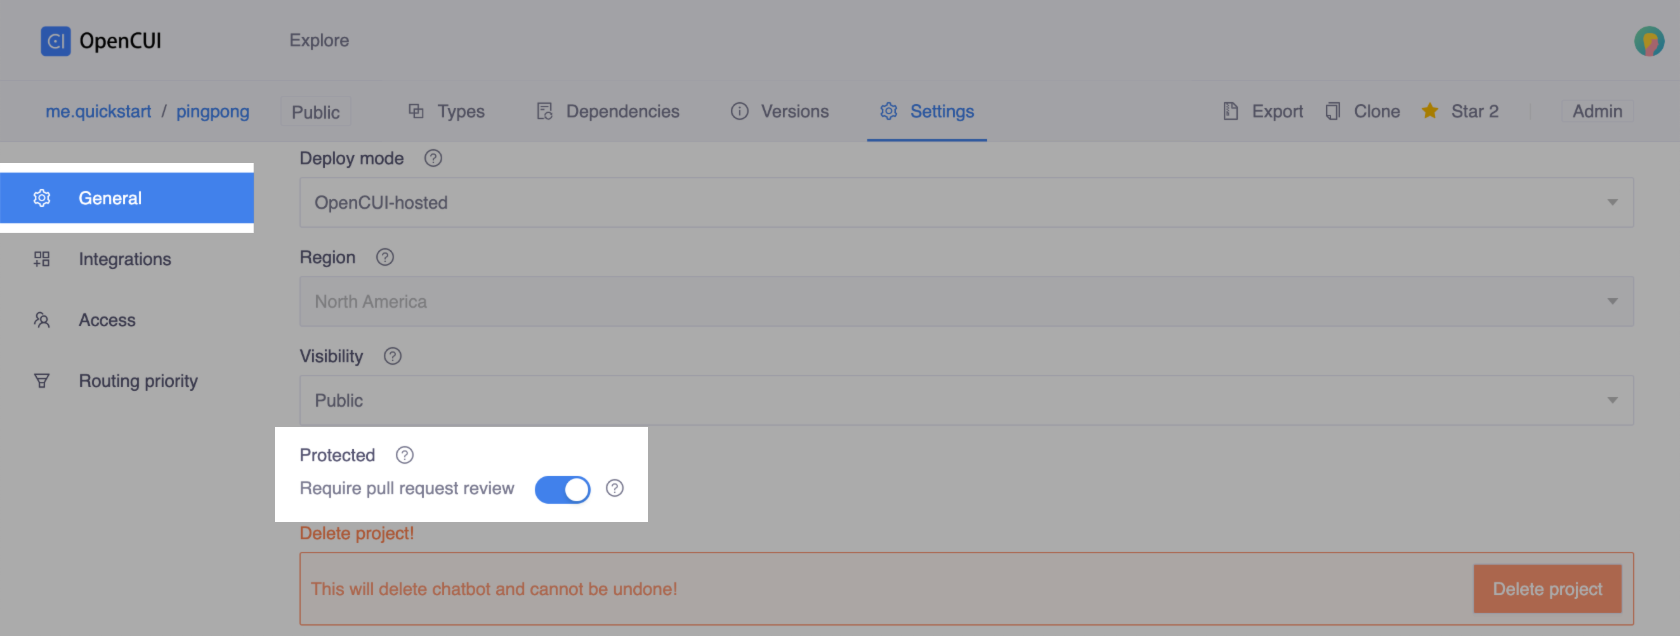 CI OpenCUI Explore
me.quickstart / pingpong Public Types Dependencies Versions Settings Export Clone Star 2 Admin
General
Integrations
Access
Routing priority
Deploy mode ?
OpenCUI-hosted
Region ?
North America
Visibility ?
Public
Protected ?
Require pull request review ?
Delete project!
This will delete chatbot and cannot be undone! Delete project